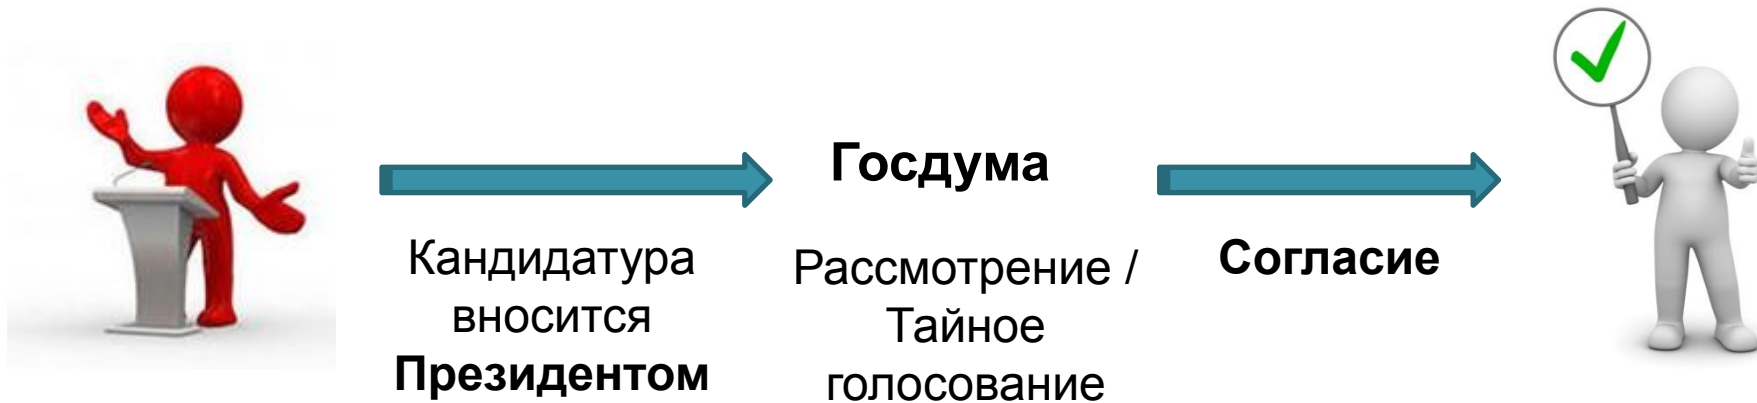 Госдума
Кандидатура
вносится
Президентом
Рассмотрение /
Тайное
голосование
Согласие